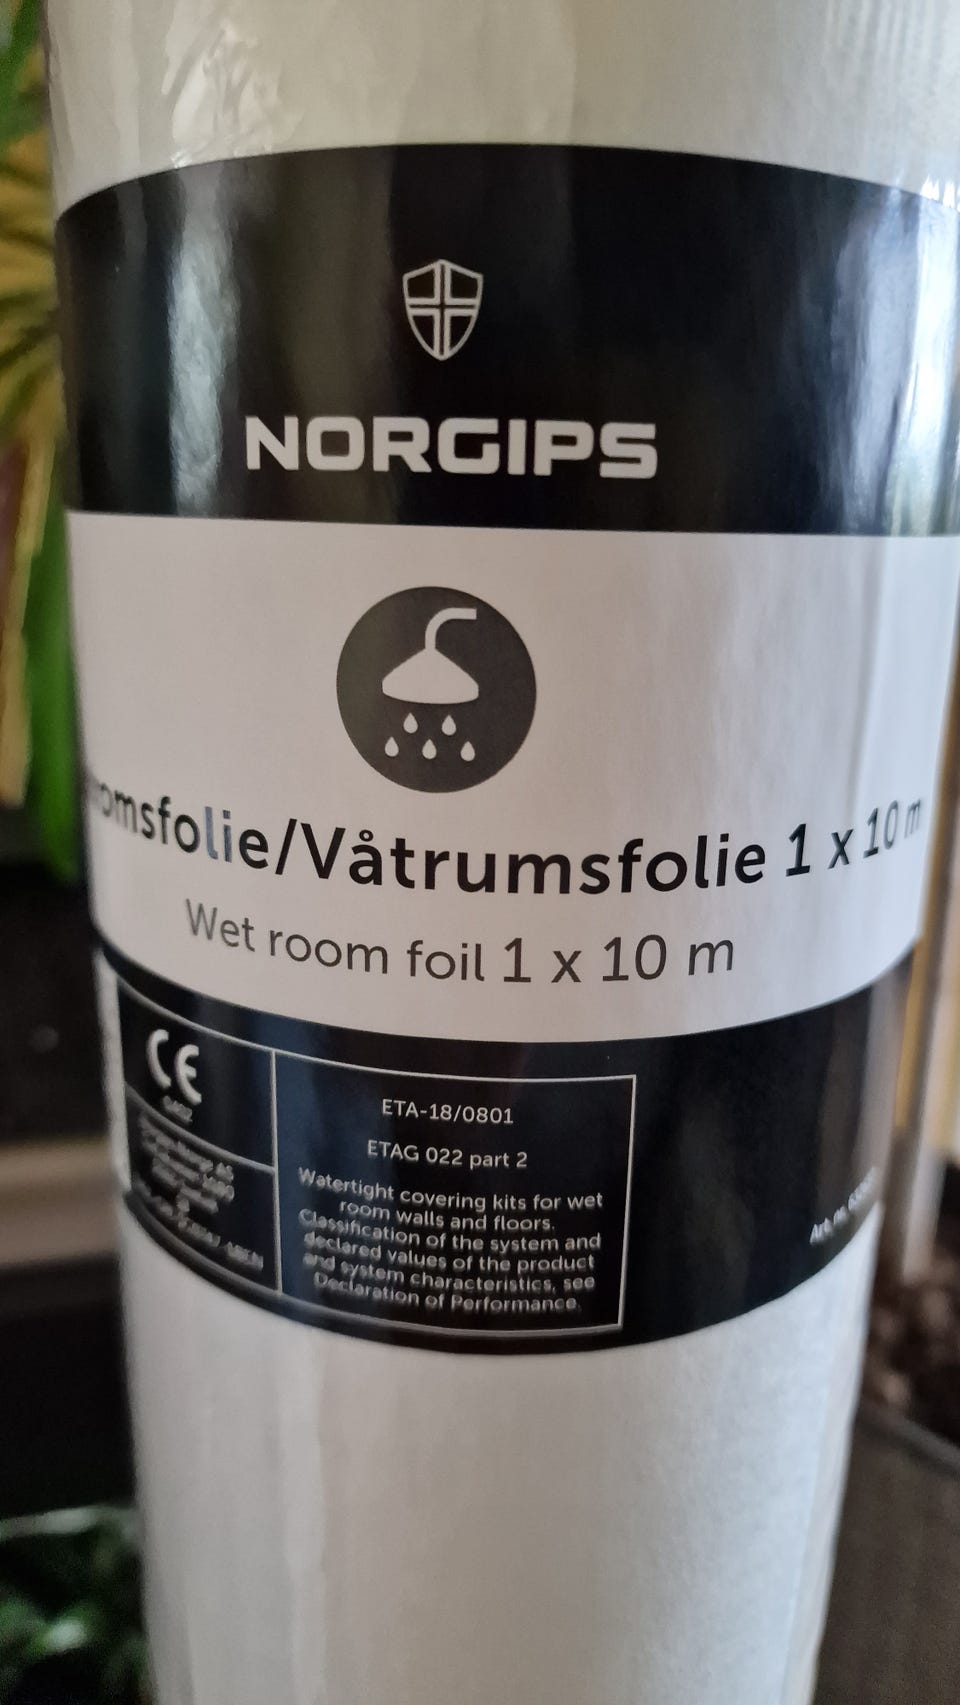 NORGIPS
omsfolie/Våtrumsfolie 1 x 10 m
Wet room foil 1 x 10 m
CE
ETA-18/0801
ETAG 022 part 2
Watertight covering kits for wet
room walls and floors.
Classification of the system and
declared values of the product
and system characteristics, see
Declaration of Performance.
Art. nr.